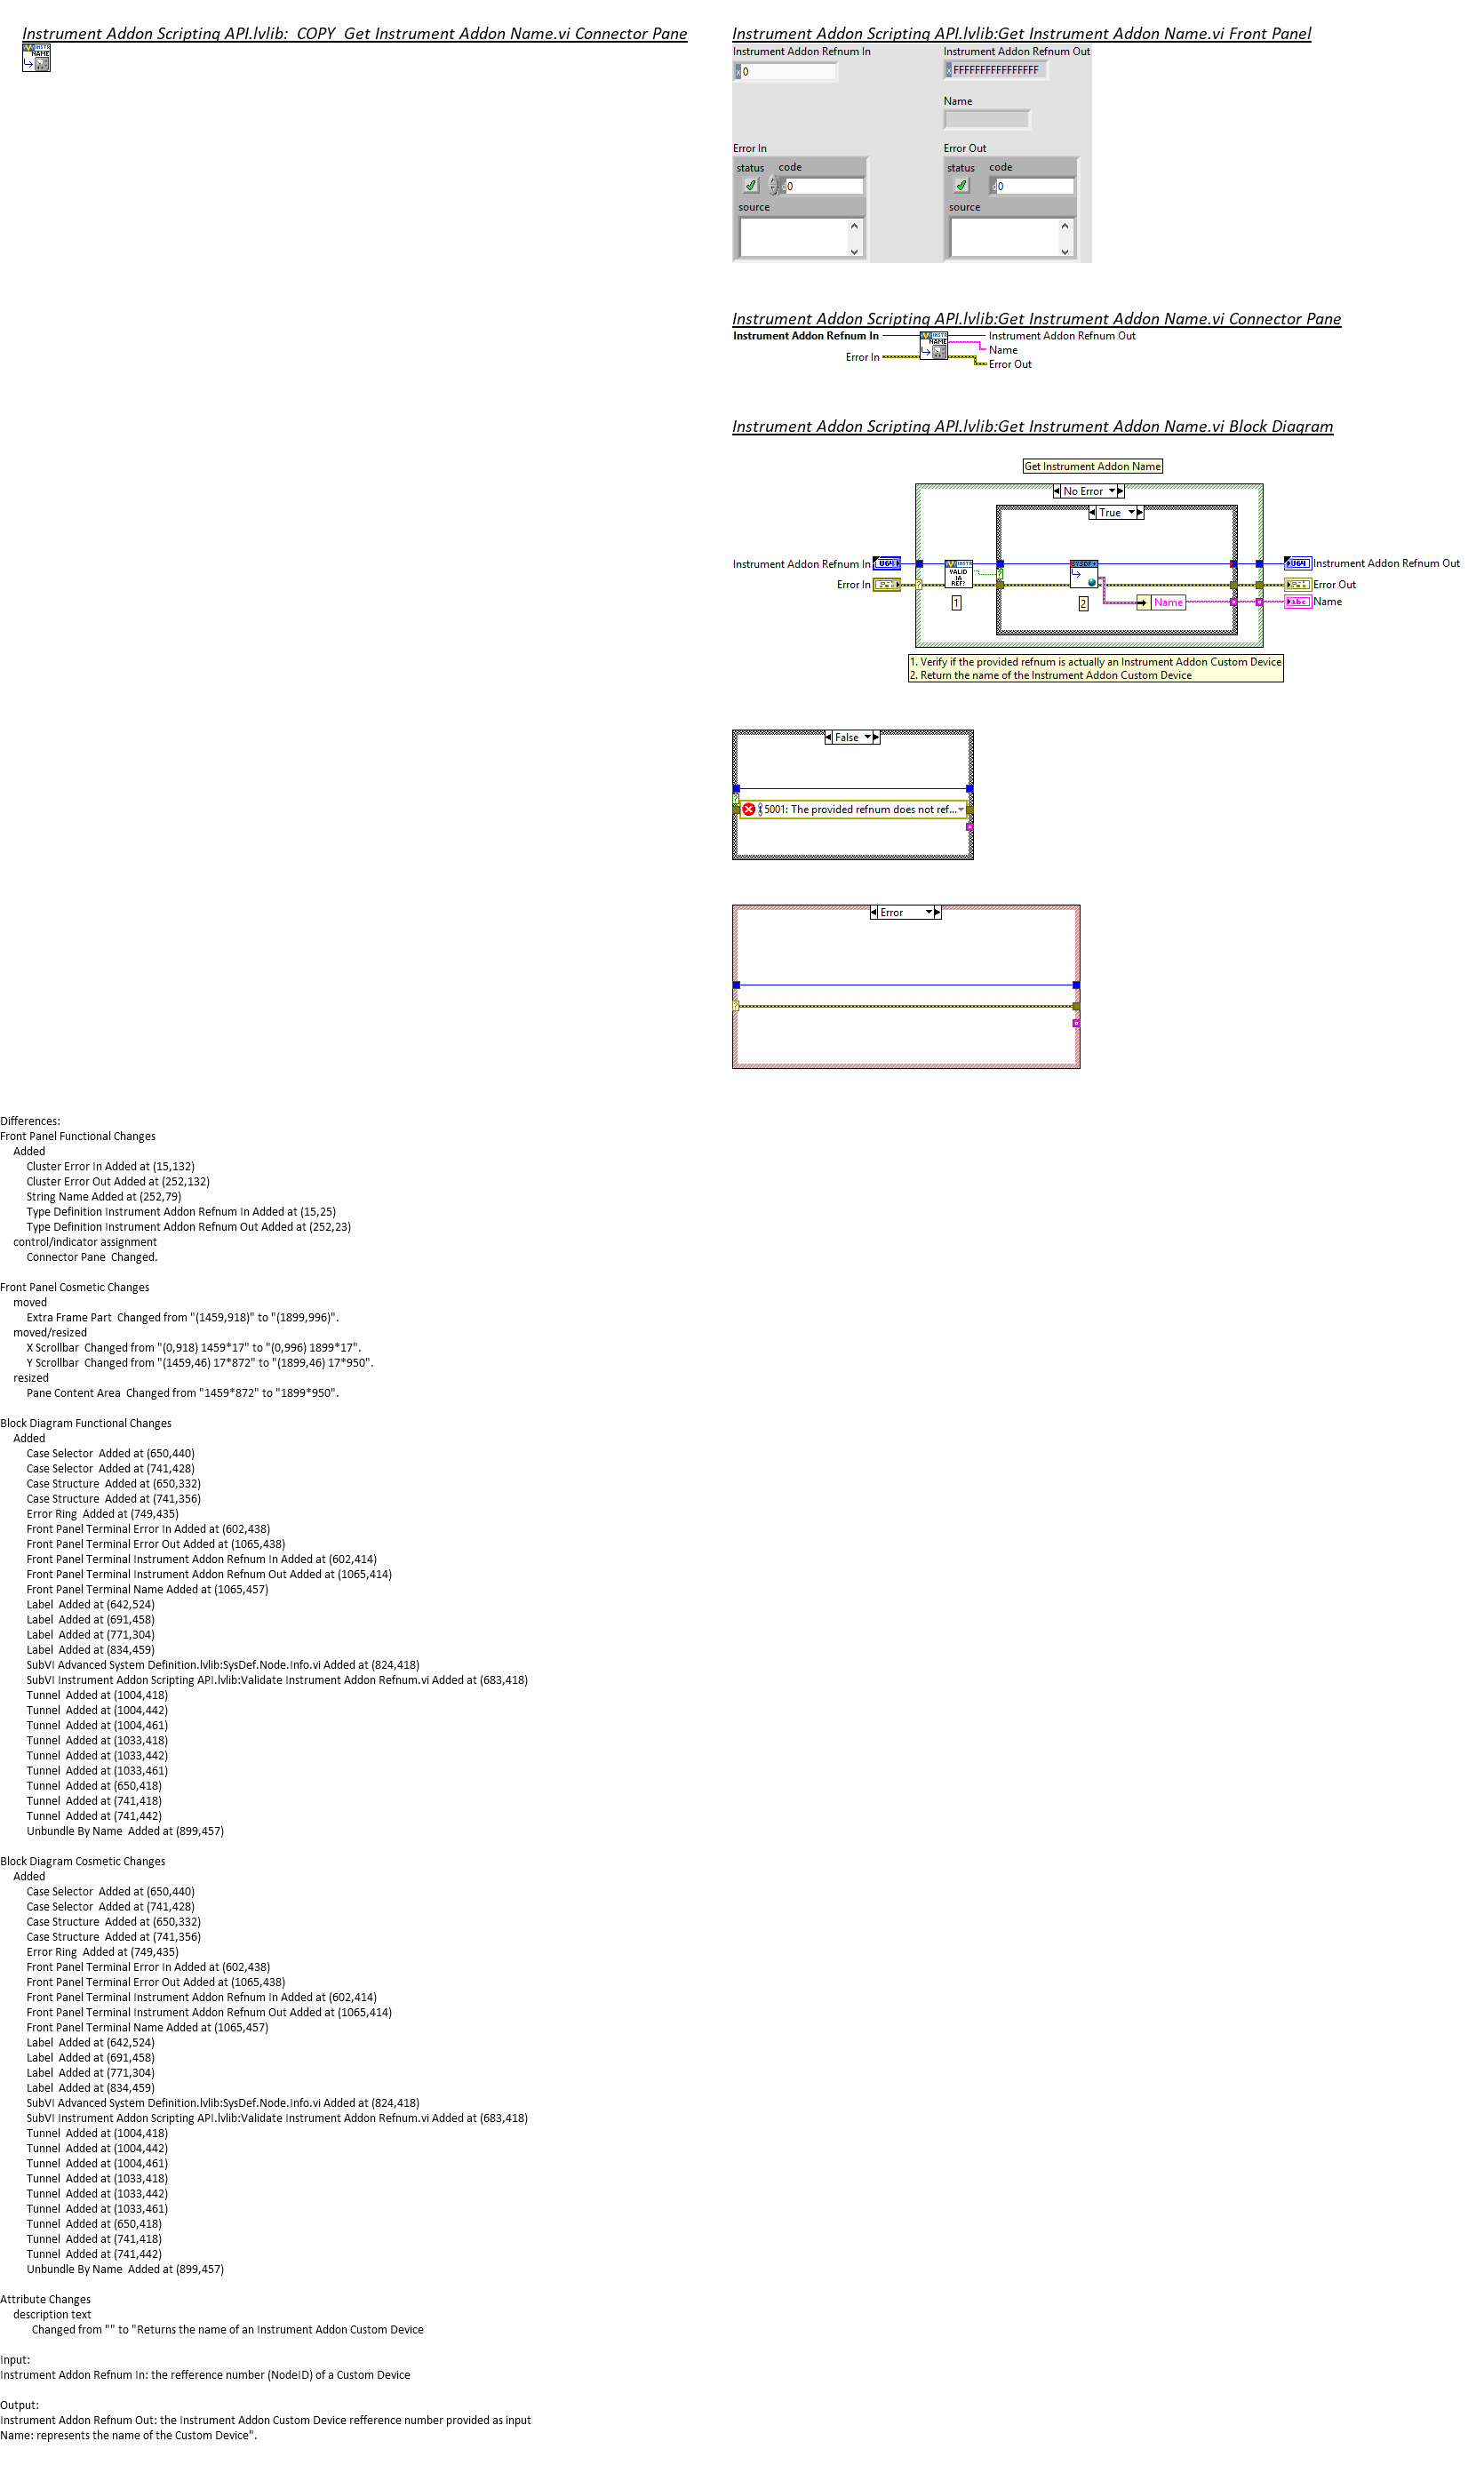 Instrument Addon Scripting API.lvlib:_COPY_Get Instrument Addon Name.vi Connector Pane
INSTR
NAME
Instrument Addon Scripting API.lvlib:Get Instrument Addon Name.vi Front Panel
Instrument Addon Refnum In
Instrument Addon Refnum Out
x 0
x FFFFFFFFFFFFFFFF
Name
Error In
Error Out
status code
status code
0
0
source
source
Instrument Addon Scripting API.lvlib:Get Instrument Addon Name.vi Connector Pane
Instrument Addon Refnum In
INSTR
NAME
Instrument Addon Refnum Out
Name
Error In
Error Out
Instrument Addon Scripting API.lvlib:Get Instrument Addon Name.vi Block Diagram
Get Instrument Addon Name
No Error
True
Instrument Addon Refnum In
U64
INSTR
VALID
IA
REF?
SYSDF
U64
Instrument Addon Refnum Out
Error In
Error Out
1
2
Name
abc
Name
1. Verify if the provided refnum is actually an Instrument Addon Custom Device
2. Return the name of the Instrument Addon Custom Device
False
5001: The provided refnum does not ref...
Error
Differences:
Front Panel Functional Changes
Added
Cluster Error In Added at (15,132)
Cluster Error Out Added at (252,132)
String Name Added at (252,79)
Type Definition Instrument Addon Refnum In Added at (15,25)
Type Definition Instrument Addon Refnum Out Added at (252,23)
control/indicator assignment
Connector Pane  Changed.
Front Panel Cosmetic Changes
moved
Extra Frame Part  Changed from "(1459,918)" to "(1899,996)".
moved/resized
X Scrollbar  Changed from "(0,918) 1459*17" to "(0,996) 1899*17".
Y Scrollbar  Changed from "(1459,46) 17*872" to "(1899,46) 17*950".
resized
Pane Content Area  Changed from "1459*872" to "1899*950".
Block Diagram Functional Changes
Added
Case Selector  Added at (650,440)
Case Selector  Added at (741,428)
Case Structure  Added at (650,332)
Case Structure  Added at (741,356)
Error Ring  Added at (749,435)
Front Panel Terminal Error In Added at (602,438)
Front Panel Terminal Error Out Added at (1065,438)
Front Panel Terminal Instrument Addon Refnum In Added at (602,414)
Front Panel Terminal Instrument Addon Refnum Out Added at (1065,414)
Front Panel Terminal Name Added at (1065,457)
Label  Added at (642,524)
Label  Added at (691,458)
Label  Added at (771,304)
Label  Added at (834,459)
SubVI Advanced System Definition.lvlib:SysDef.Node.Info.vi Added at (824,418)
SubVI Instrument Addon Scripting API.lvlib:Validate Instrument Addon Refnum.vi Added at (683,418)
Tunnel  Added at (1004,418)
Tunnel  Added at (1004,442)
Tunnel  Added at (1004,461)
Tunnel  Added at (1033,418)
Tunnel  Added at (1033,442)
Tunnel  Added at (1033,461)
Tunnel  Added at (650,418)
Tunnel  Added at (741,418)
Tunnel  Added at (741,442)
Unbundle By Name  Added at (899,457)
Block Diagram Cosmetic Changes
Added
Case Selector  Added at (650,440)
Case Selector  Added at (741,428)
Case Structure  Added at (650,332)
Case Structure  Added at (741,356)
Error Ring  Added at (749,435)
Front Panel Terminal Error In Added at (602,438)
Front Panel Terminal Error Out Added at (1065,438)
Front Panel Terminal Instrument Addon Refnum In Added at (602,414)
Front Panel Terminal Instrument Addon Refnum Out Added at (1065,414)
Front Panel Terminal Name Added at (1065,457)
Label  Added at (642,524)
Label  Added at (691,458)
Label  Added at (771,304)
Label  Added at (834,459)
SubVI Advanced System Definition.lvlib:SysDef.Node.Info.vi Added at (824,418)
SubVI Instrument Addon Scripting API.lvlib:Validate Instrument Addon Refnum.vi Added at (683,418)
Tunnel  Added at (1004,418)
Tunnel  Added at (1004,442)
Tunnel  Added at (1004,461)
Tunnel  Added at (1033,418)
Tunnel  Added at (1033,442)
Tunnel  Added at (1033,461)
Tunnel  Added at (650,418)
Tunnel  Added at (741,418)
Tunnel  Added at (741,442)
Unbundle By Name  Added at (899,457)
Attribute Changes
description text
Changed from "" to "Returns the name of an Instrument Addon Custom Device
Input:
Instrument Addon Refnum In: the refference number (NodeID) of a Custom Device
Output:
Instrument Addon Refnum Out: the Instrument Addon Custom Device refference number provided as input
Name: represents the name of the Custom Device".